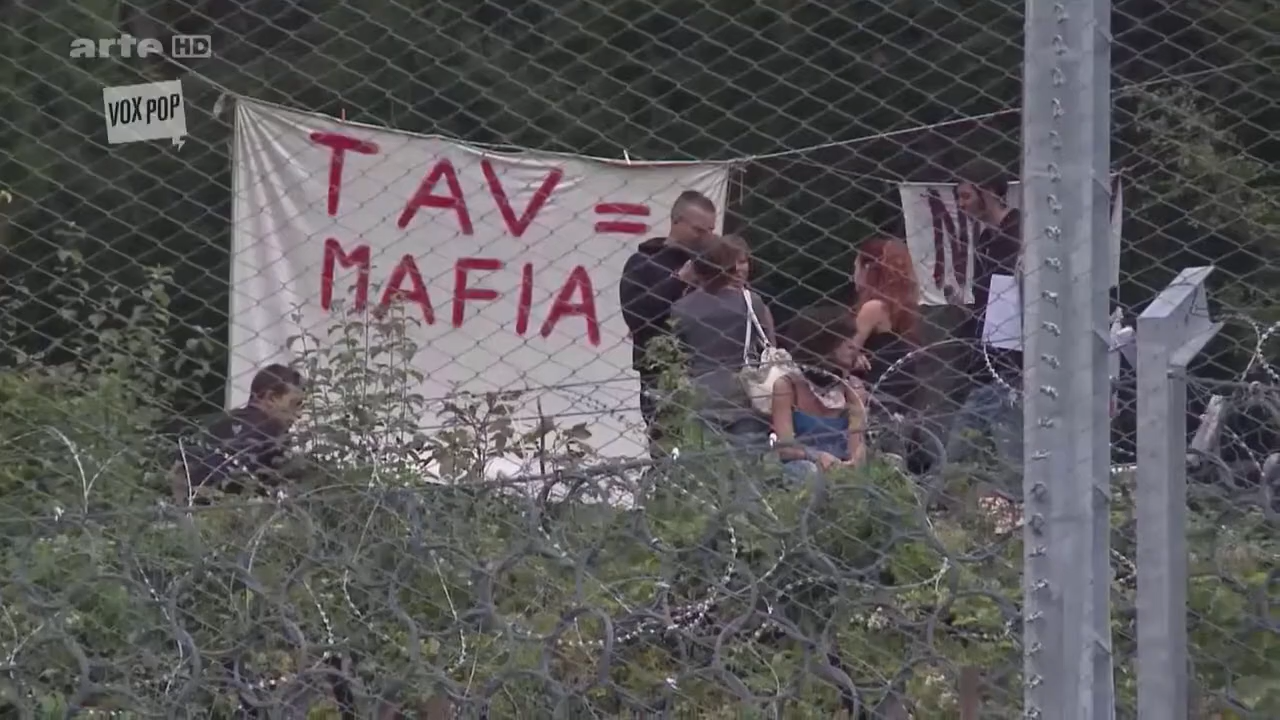 arte HD
VOX POP
TAV =
MAFIA
N